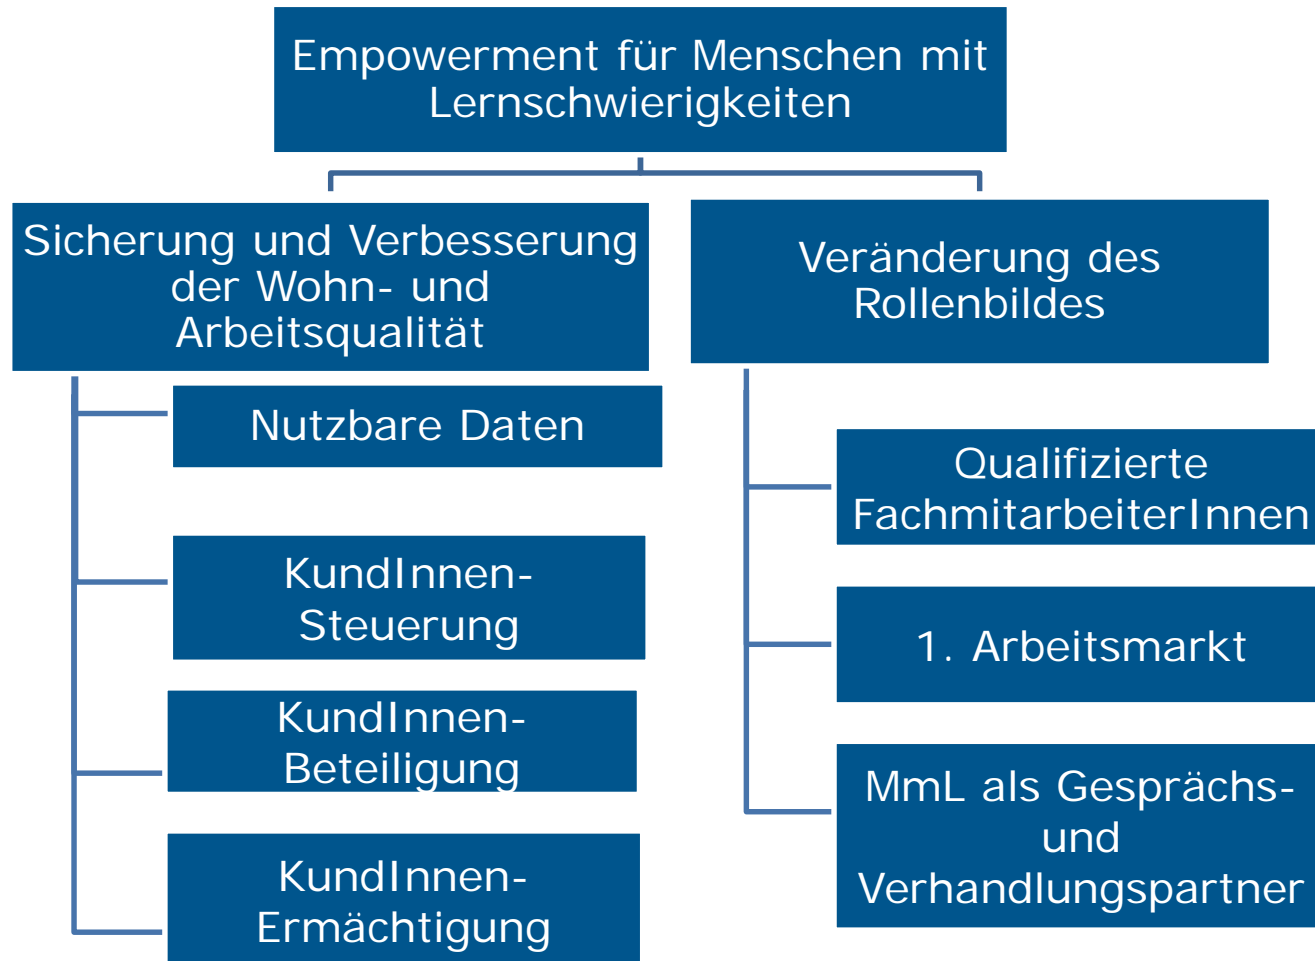 Empowerment für Menschen mit
Lernschwierigkeiten
Sicherung und Verbesserung
der Wohn- und
Arbeitsqualität
Nutzbare Daten
KundInnen-
Steuerung
KundInnen-
Beteiligung
KundInnen-
Ermächtigung
Veränderung des
Rollenbildes
Qualifizierte
FachmitarbeiterInnen
1. Arbeitsmarkt
MmL als Gesprächs-
und
Verhandlungspartner